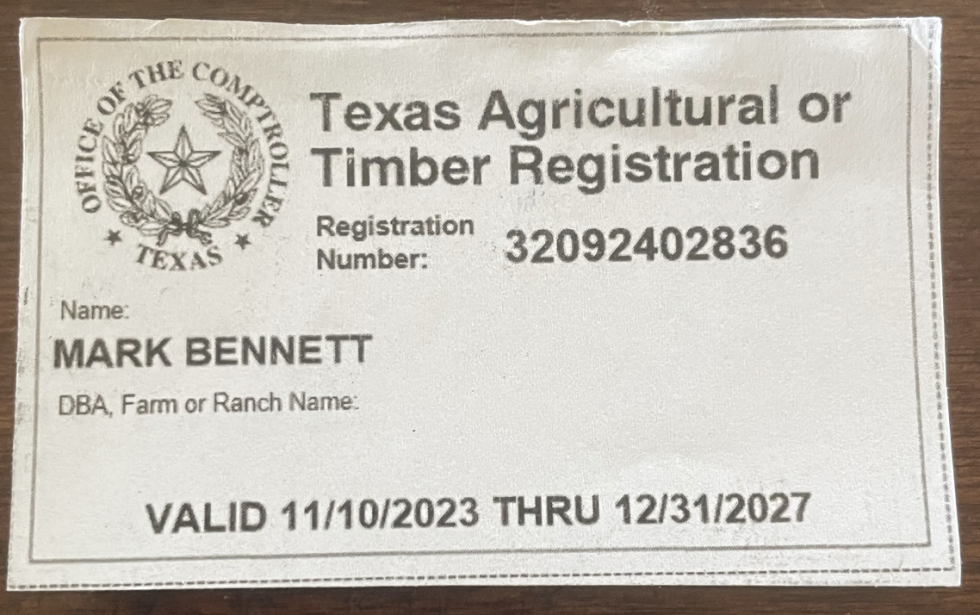 OFFICE OF THE COMPTROLLER
TEXAS
Texas Agricultural or
Timber Registration
Registration
Number:
32092402836
Name:
MARK BENNETT
DBA, Farm or Ranch Name:
VALID 11/10/2023 THRU 12/31/2027